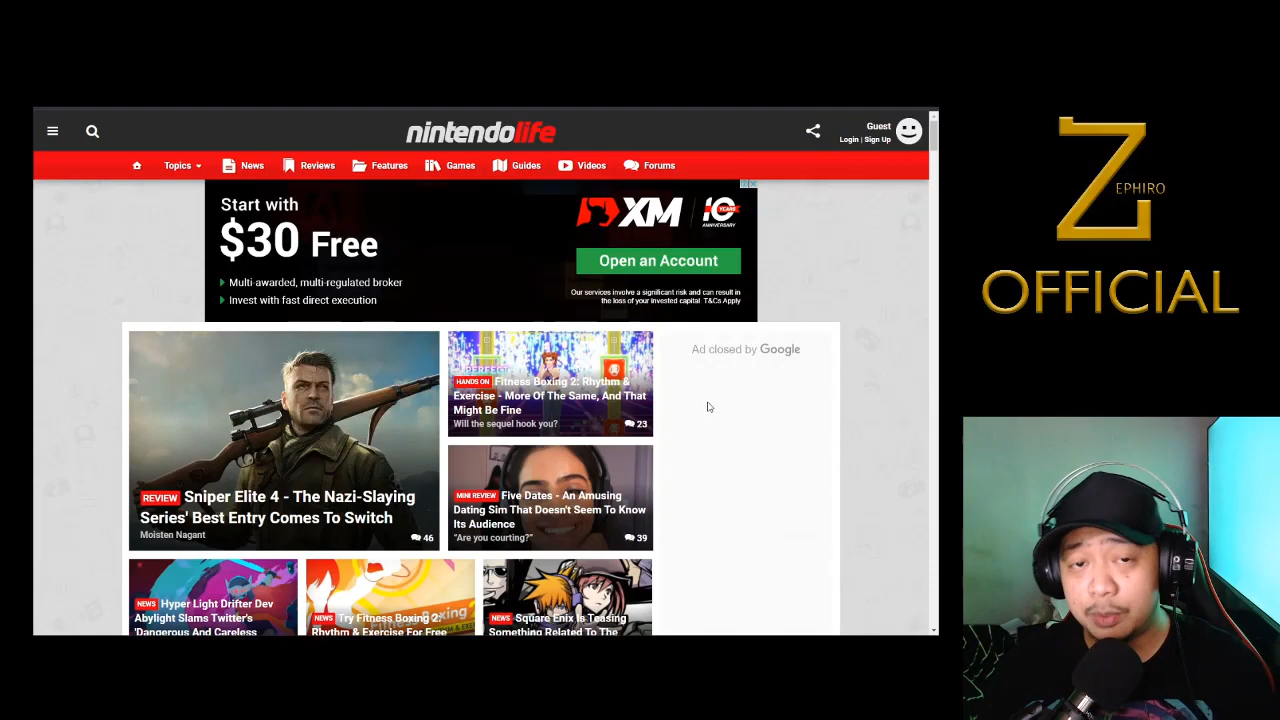 nintendolife
Guest
Login | Sign Up
Topics
News
Reviews
Features
Games
Guides
Videos
Forums
Start with
$30 Free
Multi-awarded, multi-regulated broker
Invest with fast direct execution
XM
10
YEARS
ANNIVERSARY
Open an Account
Our services involve a significant risk and can result in
the loss of your invested capital. T&Cs Apply
REVIEW Sniper Elite 4 - The Nazi-Slaying
Series' Best Entry Comes To Switch
Moisten Nagant
46
HANDS ON Fitness Boxing 2: Rhythm &
Exercise - More Of The Same, And That
Might Be Fine
Will the sequel hook you?
23
MINI REVIEW Five Dates - An Amusing
Dating Sim That Doesn't Seem To Know
Its Audience
"Are you courting?"
39
Ad closed by Google
NEWS Hyper Light Drifter Dev
Abylight Slams Twitter's
'Dangerous And Careless
NEWS Try Fitness Boxing 2:
Rhythm & Exercise For Free
NEWS Square Enix Is Teasing
Something Related To The
ZEPHIRO
OFFICIAL